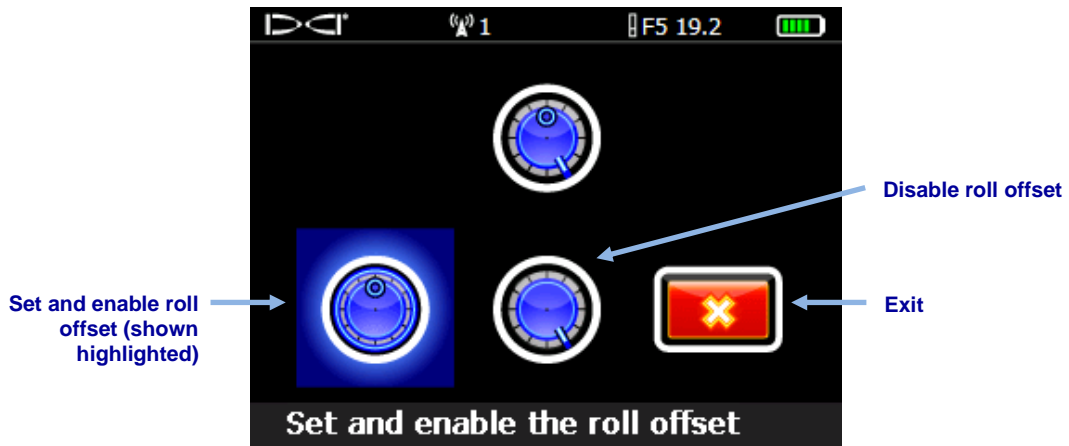 DCI
1
F5 19.2
Disable roll offset
Set and enable roll
offset (shown
highlighted)
Exit
Set and enable the roll offset